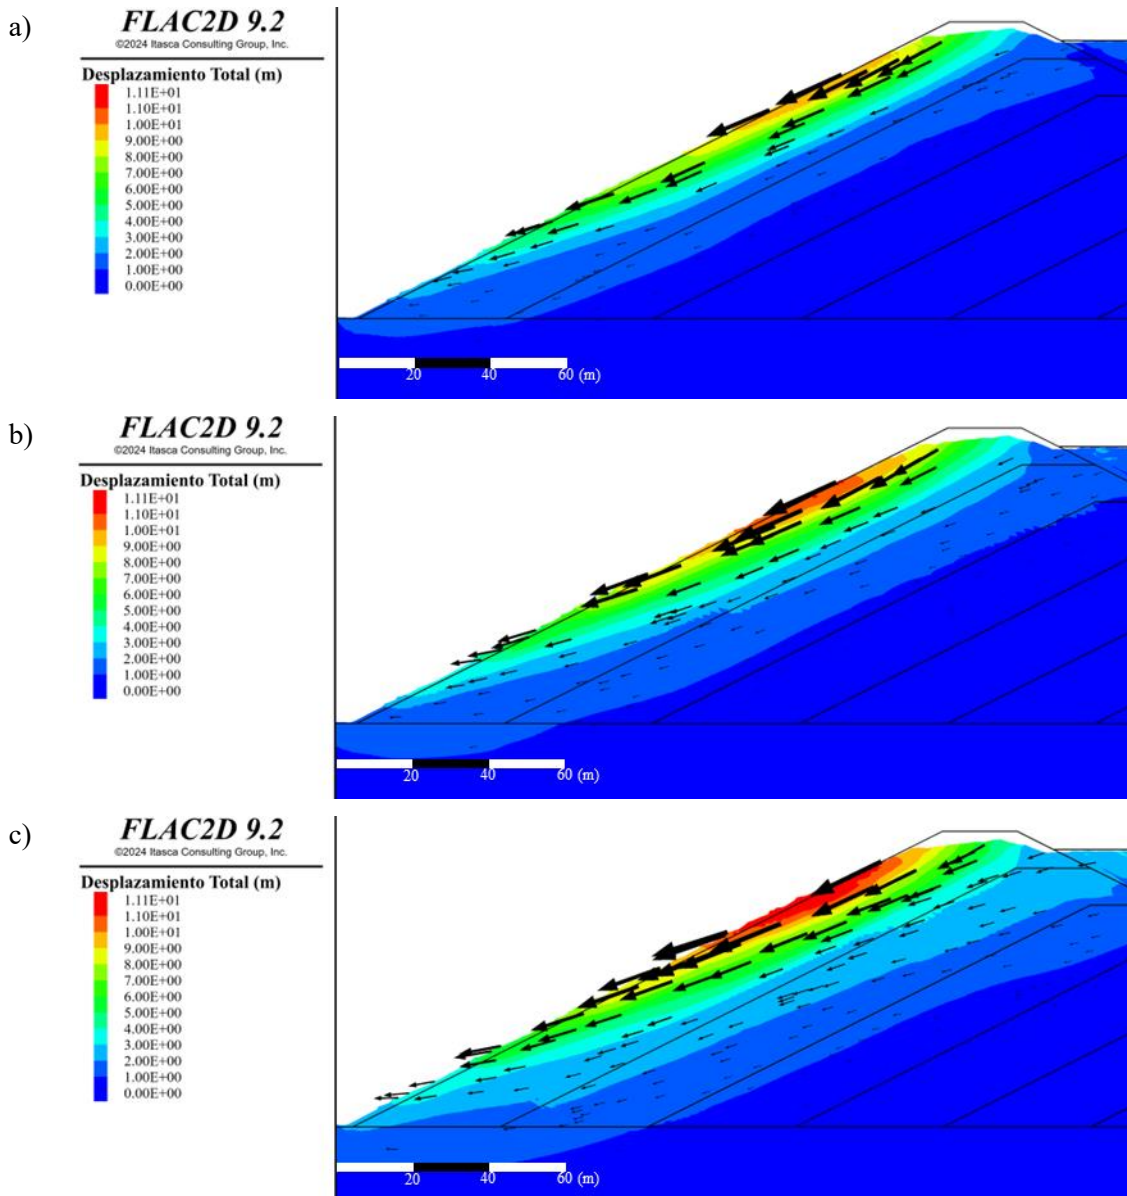 a)
FLAC2D 9.2
©2024 Itasca Consulting Group, Inc.
Desplazamiento Total (m)
1.11E+01
1.10E+01
1.00E+01
9.00E+00
8.00E+00
7.00E+00
6.00E+00
5.00E+00
4.00E+00
3.00E+00
2.00E+00
1.00E+00
0.00E+00
20 40 60 (m)
b)
FLAC2D 9.2
©2024 Itasca Consulting Group, Inc.
Desplazamiento Total (m)
1.11E+01
1.10E+01
1.00E+01
9.00E+00
8.00E+00
7.00E+00
6.00E+00
5.00E+00
4.00E+00
3.00E+00
2.00E+00
1.00E+00
0.00E+00
20 40 60 (m)
c)
FLAC2D 9.2
©2024 Itasca Consulting Group, Inc.
Desplazamiento Total (m)
1.11E+01
1.10E+01
1.00E+01
9.00E+00
8.00E+00
7.00E+00
6.00E+00
5.00E+00
4.00E+00
3.00E+00
2.00E+00
1.00E+00
0.00E+00
20 40 60 (m)